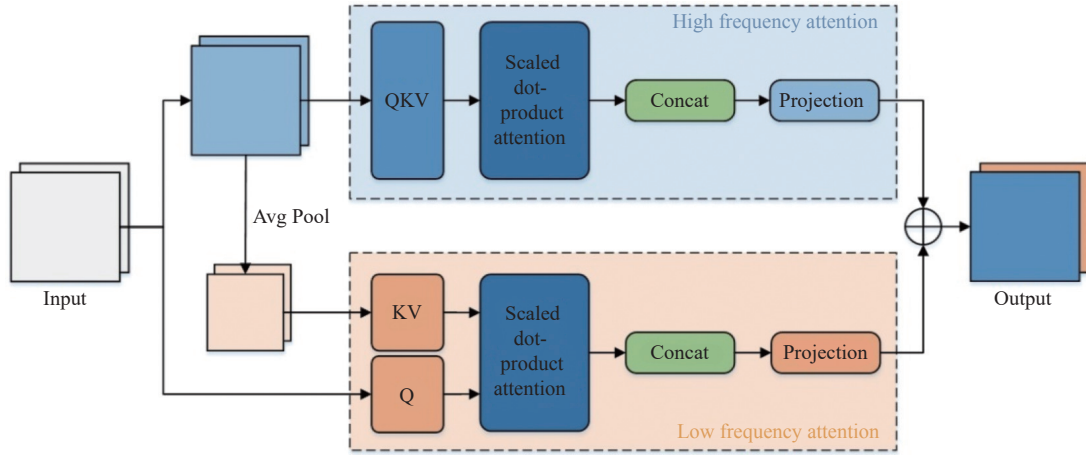 High frequency attention
QKV
Scaled
dot-
product
attention
Concat
Projection
Avg Pool
Input
KV
Q
Scaled
dot-
product
attention
Concat
Projection
Output
Low frequency attention